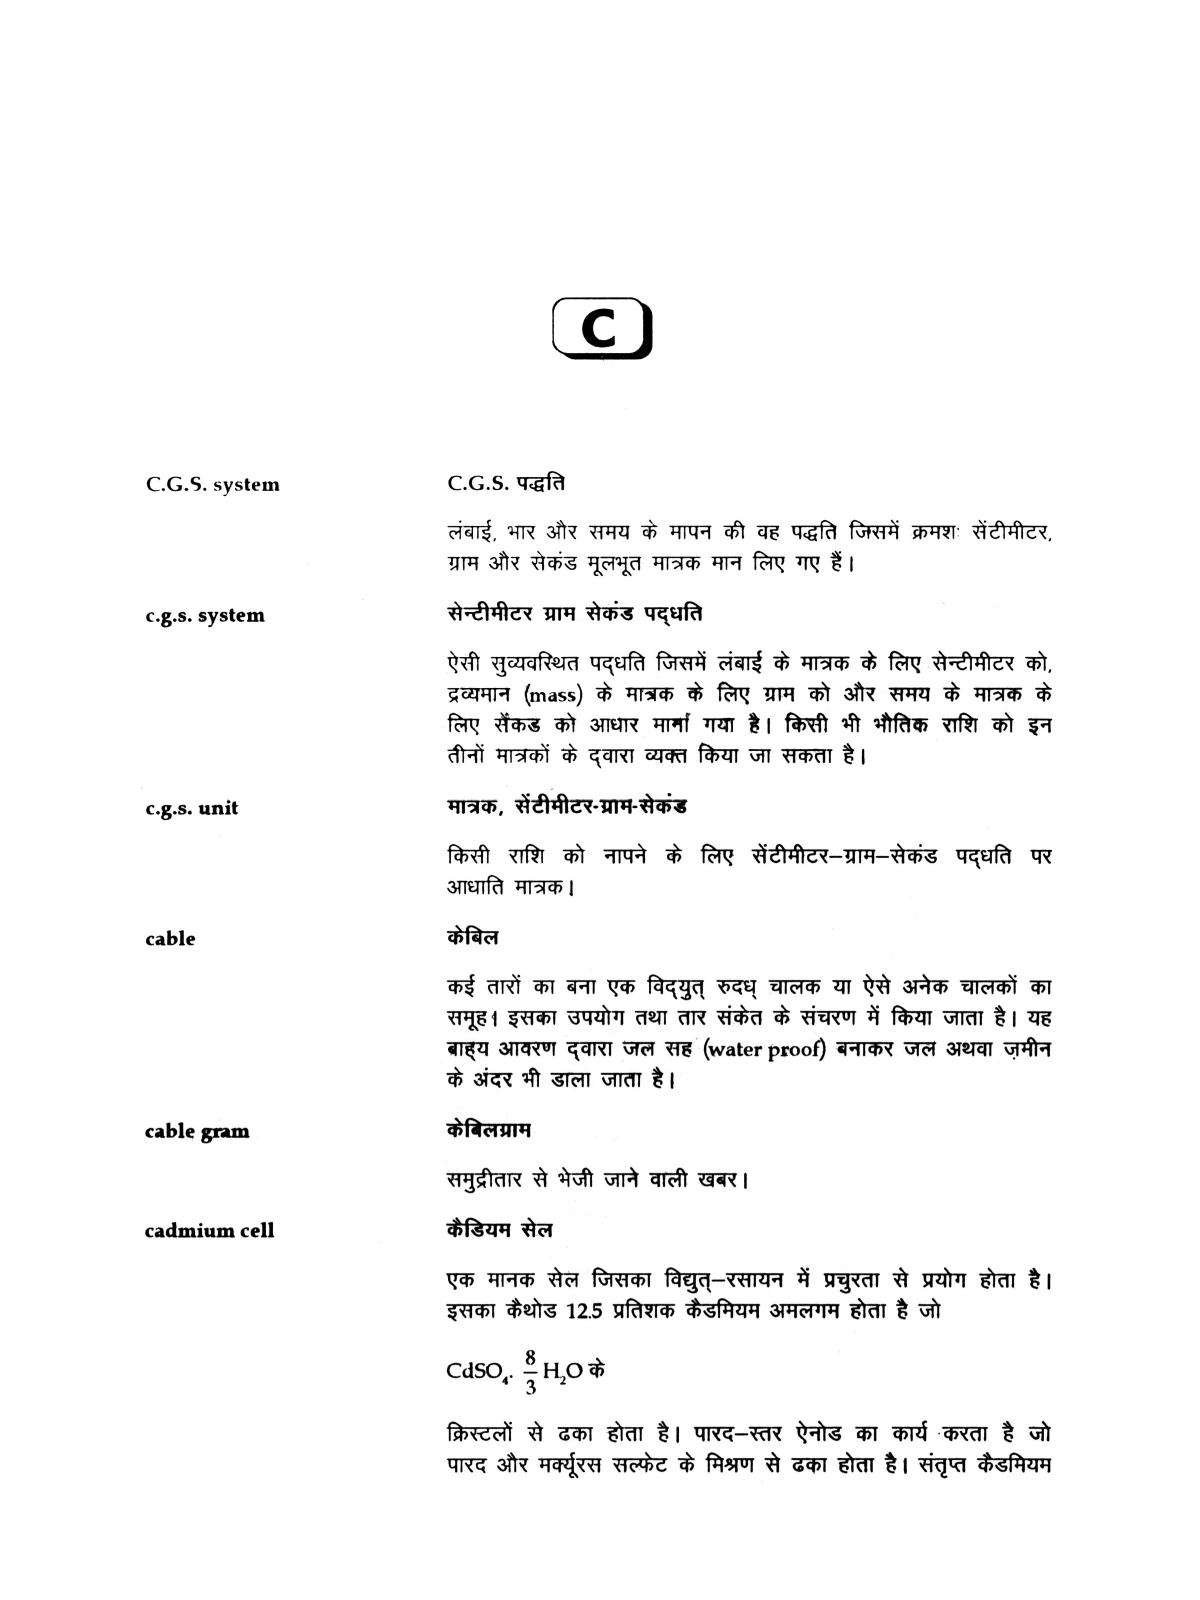 C
C.G.S. system
C.G.S. पद्धति
लंबाई, भार और समय के मापन की वह पद्धति जिसमें क्रमशः सेंटीमीटर,
ग्राम और सेकंड मूलभूत मात्रक मान लिए गए हैं।
c.g.s. system
सेन्टीमीटर ग्राम सेकंड पद्धति
ऐसी सुव्यवस्थित पद्धति जिसमें लंबाई के मात्रक के लिए सेन्टीमीटर को,
द्रव्यमान (mass) के मात्रक के लिए ग्राम को और समय के मात्रक के
लिए सेंकड को आधार माना गया है। किसी भी भौतिक राशि को इन
तीनों मात्रकों के द्वारा व्यक्त किया जा सकता है।
c.g.s. unit
मात्रक, सेंटीमीटर-ग्राम-सेकंड
किसी राशि को नापने के लिए सेंटीमीटर–ग्राम–सेकंड पद्धति पर
आधाति मात्रक।
cable
केबिल
कई तारों का बना एक विद्युत् रुदध् चालक या ऐसे अनेक चालकों का
समूह। इसका उपयोग तथा तार संकेत के संचरण में किया जाता है। यह
बाह्य आवरण द्वारा जल सह (water proof) बनाकर जल अथवा ज़मीन
के अंदर भी डाला जाता है।
cable gram
केबिलग्राम
समुद्रीतार से भेजी जाने वाली खबर।
cadmium cell
कैडियम सेल
एक मानक सेल जिसका विद्युत्–रसायन में प्रचुरता से प्रयोग होता है।
इसका कैथोड 12.5 प्रतिशक कैडमियम अमलगम होता है जो
CdSO₄. 8/3 H₂O के
क्रिस्टलों से ढका होता है। पारद–स्तर ऐनोड का कार्य करता है जो
पारद और मर्क्यूरस सल्फेट के मिश्रण से ढका होता है। संतृप्त कैडमियम